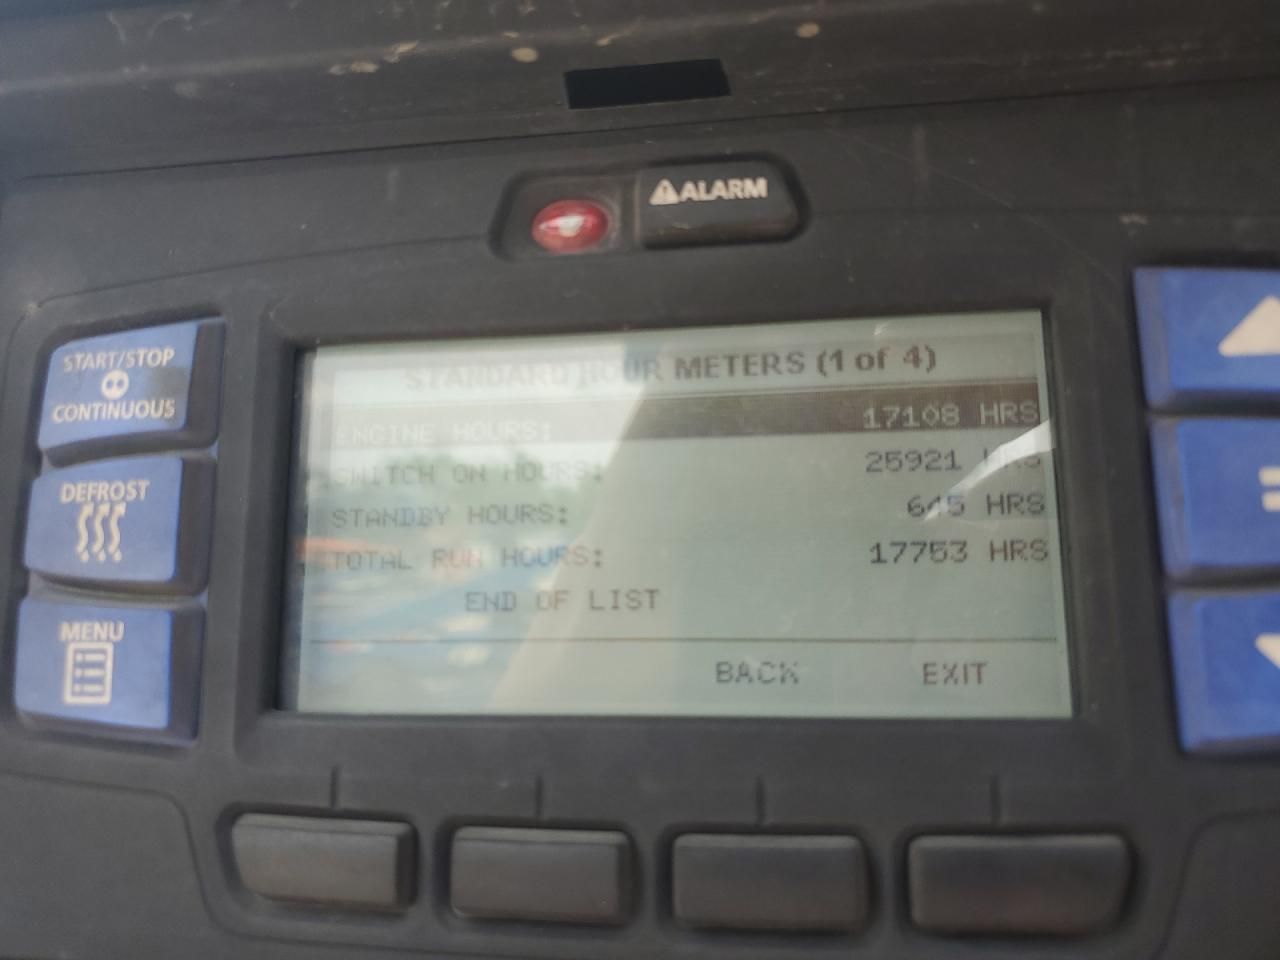 ALARM
START/STOP
CONTINUOUS
DEFROST
MENU
STANDARD HOUR METERS (1 of 4)
ENGINE HOURS: 17108 HRS
SWITCH ON HOURS: 25921 HRS
STANDBY HOURS: 645 HRS
TOTAL RUN HOURS: 17753 HRS
END OF LIST
BACK EXIT